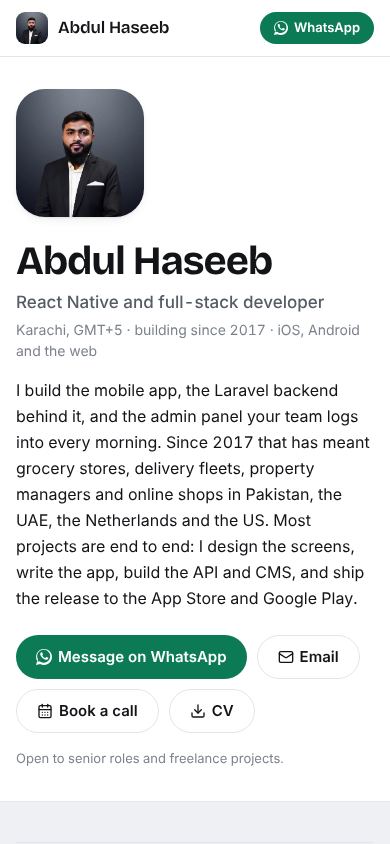 Abdul Haseeb
WhatsApp
Abdul Haseeb
React Native and full-stack developer
Karachi, GMT+5 · building since 2017 · iOS, Android
and the web
I build the mobile app, the Laravel backend
behind it, and the admin panel your team logs
into every morning. Since 2017 that has meant
grocery stores, delivery fleets, property
managers and online shops in Pakistan, the
UAE, the Netherlands and the US. Most
projects are end to end: I design the screens,
write the app, build the API and CMS, and ship
the release to the App Store and Google Play.
Message on WhatsApp
Email
Book a call
CV
Open to senior roles and freelance projects.